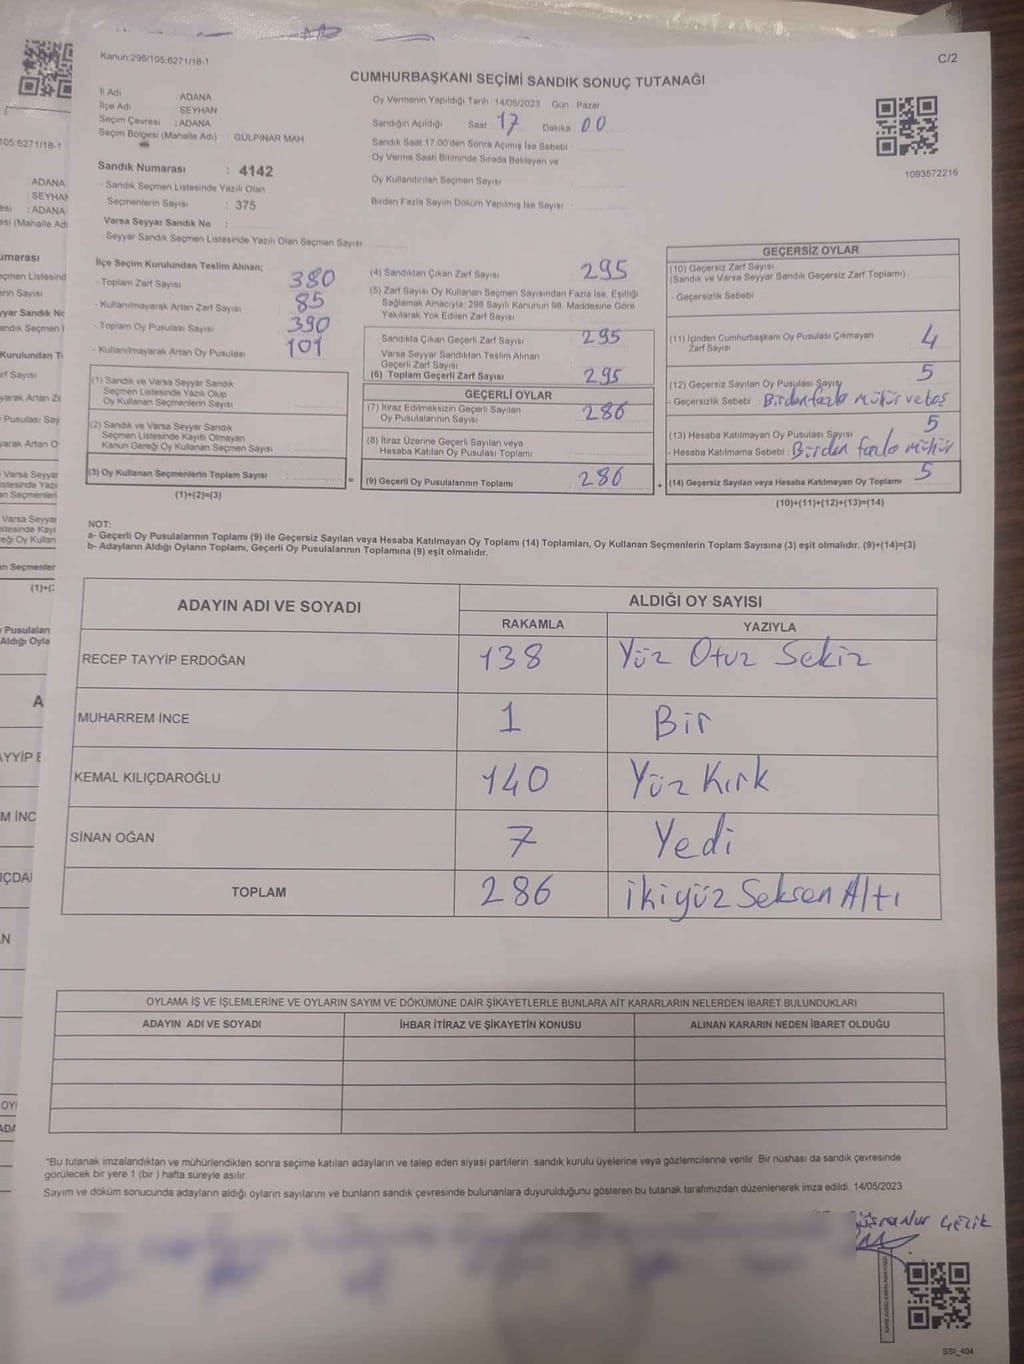 Kanun:298/105.6271/18-1
C/2
CUMHURBAŞKANI SEÇİMİ SANDIK SONUÇ TUTANAĞI
İl Adı : ADANA
İlçe Adı : SEYHAN
Seçim Çevresi : ADANA
Seçim Bölgesi (Mahalle Adı) GÜLPINAR MAH
Oy Vermenin Yapıldığı Tarih 14/05/2023 Gün Pazar
Sandığın Açıldığı Saat 17 Dakika 00
Sandık Saat 17.00'den Sonra Açımış İse Sebebi
Oy Verme Saati Bitiminde Sırada Bekleyen ve
Oy Kullandırılan Seçmen Sayısı
Birden Fazla Sayım Döküm Yapılmış İse Sayısı
1093572216
Sandık Numarası : 4142
- Sandık Seçmen Listesinde Yazılı Olan
Seçmenlerin Sayısı : 375
Varsa Seyyar Sandık No :
- Seyyar Sandık Seçmen Listesinde Yazılı Olan Seçmen Sayısı
İlçe Seçim Kurulundan Teslim Alınan;
- Toplam Zarf Sayısı 380
- Kullanılmayarak Artan Zarf Sayısı 85
- Toplam Oy Pusulası Sayısı 390
- Kullanılmayarak Artan Oy Pusulası 101
(1) Sandık ve Varsa Seyyar Sandık
Seçmen Listesinde Yazılı Olup
Oy Kullanan Seçmenlerin Sayısı
(2) Sandık ve Varsa Seyyar Sandık
Seçmen Listesinde Kayıtlı Olmayan
Kanun Gereği Oy Kullanan Seçmen Sayısı
(3) Oy Kullanan Seçmenlerin Toplam Sayısı
(1)+(2)=(3)
(4) Sandıktan Çıkan Zarf Sayısı 295
(5) Zarf Sayısı Oy Kullanan Seçmen Sayısından Fazla İse, Eşitliği
Sağlamak Amacıyla; 298 Sayılı Kanunun 98. Maddesine Göre
Yakılarak Yok Edilen Zarf Sayısı
Sandıkla Çıkan Geçerli Zarf Sayısı 295
Varsa Seyyar Sandıktan Teslim Alınan
Geçerli Zarf Sayısı
(6) Toplam Geçerli Zarf Sayısı 295
GEÇERLİ OYLAR
(7) İtiraz Edilmeksizin Geçerli Sayılan
Oy Pusulalarının Sayısı 286
(8) İtiraz Üzerine Geçerli Sayılan veya
Hesaba Katılan Oy Pusulası Toplamı
= (9) Geçerli Oy Pusulalarının Toplamı 286 +
GEÇERSİZ OYLAR
(10) Geçersiz Zarf Sayısı
(Sandık ve Varsa Seyyar Sandık Geçersiz Zarf Toplamı)
- Geçersizlik Sebebi
(11) İçinden Cumhurbaşkanı Oy Pusulası Çıkmayan
Zarf Sayısı 4
(12) Geçersiz Sayılan Oy Pusulası Sayısı 5
- Geçersizlik Sebebi : Birden fazla mühür ve boş
(13) Hesaba Katılmayan Oy Pusulası Sayısı 5
- Hesaba Katılmama Sebebi : Birden fazla mühür
(14) Geçersiz Sayılan veya Hesaba Katılmayan Oy Toplamı 5
(10)+(11)+(12)+(13)=(14)
NOT:
a- Geçerli Oy Pusulalarının Toplamı (9) ile Geçersiz Sayılan veya Hesaba Katılmayan Oy Toplamı (14) Toplamları, Oy Kullanan Seçmenlerin Toplam Sayısına (3) eşit olmalıdır. (9)+(14)=(3)
b- Adayların Aldığı Oyların Toplamı, Geçerli Oy Pusulalarının Toplamına (9) eşit olmalıdır.
ADAYIN ADI VE SOYADI ALDIĞI OY SAYISI
RAKAMLA YAZIYLA
RECEP TAYYİP ERDOĞAN 138 Yüz Otuz Sekiz
MUHARREM İNCE 1 Bir
KEMAL KILIÇDAROĞLU 140 Yüz Kırk
SİNAN OĞAN 7 Yedi
TOPLAM 286 ikiyüz Seksen Altı
OYLAMA İŞ VE İŞLEMLERİNE VE OYLARIN SAYIM VE DÖKÜMÜNE DAİR ŞİKAYETLERLE BUNLARA AİT KARARLARIN NELERDEN İBARET BULUNDUKLARI
ADAYIN ADI VE SOYADI İHBAR İTİRAZ VE ŞİKAYETİN KONUSU ALINAN KARARIN NEDEN İBARET OLDUĞU
*Bu tutanak imzalandıktan ve mühürlendikten sonra seçime katılan adayların ve talep eden siyasi partilerin sandık kurulu üyelerine veya gözlemcilerine verilir. Bir nüshası da sandık çevresinde
görülecek bir yere 1 (bir ) hafta süreyle asılır.
Sayım ve döküm sonucunda adayların aldığı oyların sayılarını ve bunların sandık çevresinde bulunanlara duyurulduğunu gösteren bu tutanak tarafımızdan düzenlenerek imza edildi. 14/05/2023
SSI_404